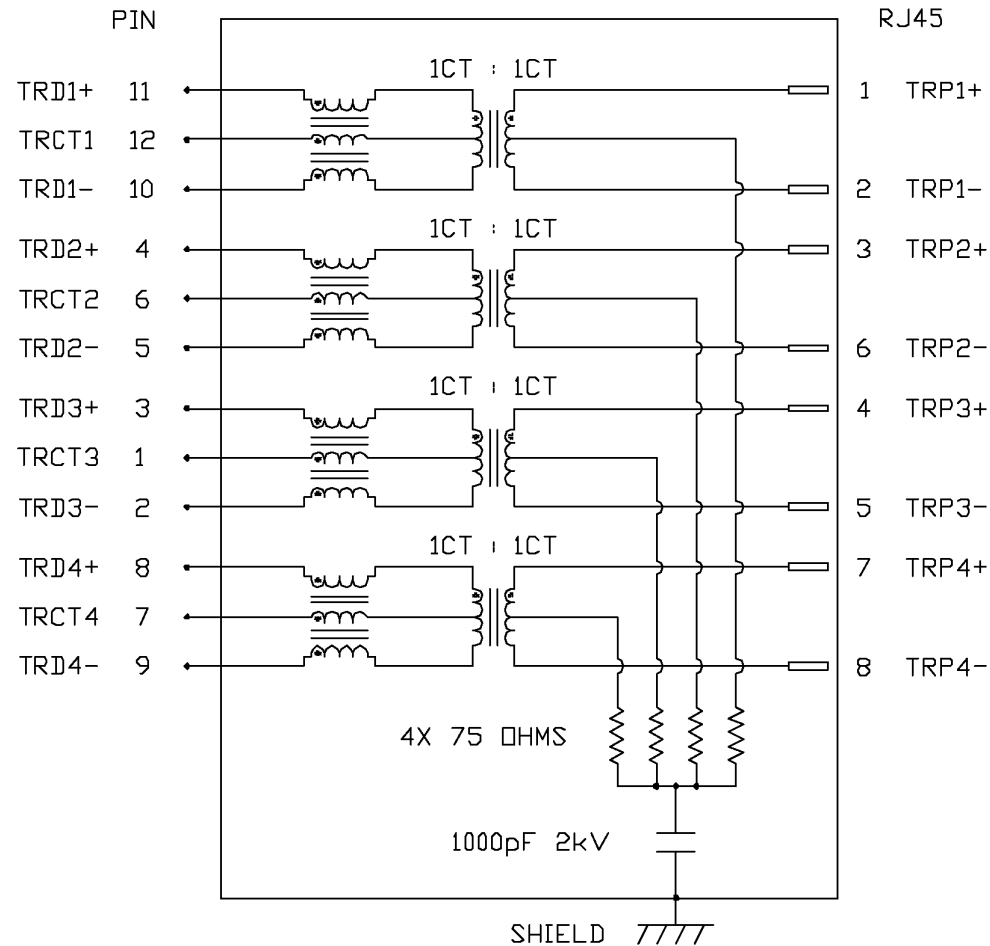 PIN RJ45
1CT : 1CT
TRD1+ 11 1 TRP1+
TRCT1 12
TRD1- 10 2 TRP1-
1CT : 1CT
TRD2+ 4 3 TRP2+
TRCT2 6
TRD2- 5 6 TRP2-
1CT : 1CT
TRD3+ 3 4 TRP3+
TRCT3 1
TRD3- 2 5 TRP3-
1CT : 1CT
TRD4+ 8 7 TRP4+
TRCT4 7
TRD4- 9 8 TRP4-
4X 75 OHMS
1000pF 2kV
SHIELD